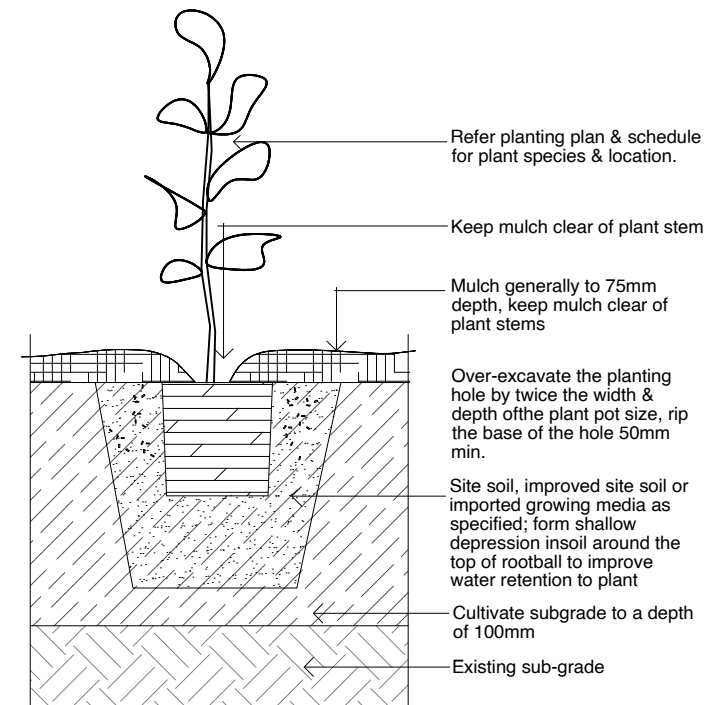 Refer planting plan & schedule
for plant species & location.
Keep mulch clear of plant stem
Mulch generally to 75mm
depth, keep mulch clear of
plant stems
Over-excavate the planting
hole by twice the width &
depth ofthe plant pot size, rip
the base of the hole 50mm
min.
Site soil, improved site soil or
imported growing media as
specified; form shallow
depression insoil around the
top of rootball to improve
water retention to plant
Cultivate subgrade to a depth
of 100mm
Existing sub-grade